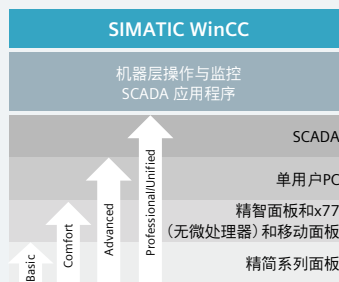 SIMATIC WinCC
机器层操作与监控
SCADA 应用程序
SCADA
单用户PC
精智面板和x77
（无微处理器）和移动面板
精简系列面板
Basic
Comfort
Advanced
Professional/Unified